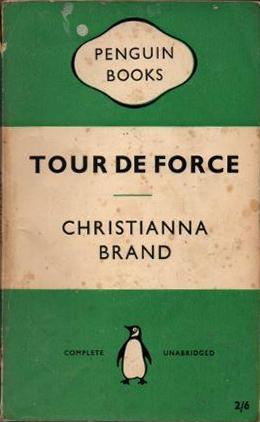 PENGUIN
BOOKS
TOUR DE FORCE
CHRISTIANNA
BRAND
COMPLETE UNABRIDGED
2/6